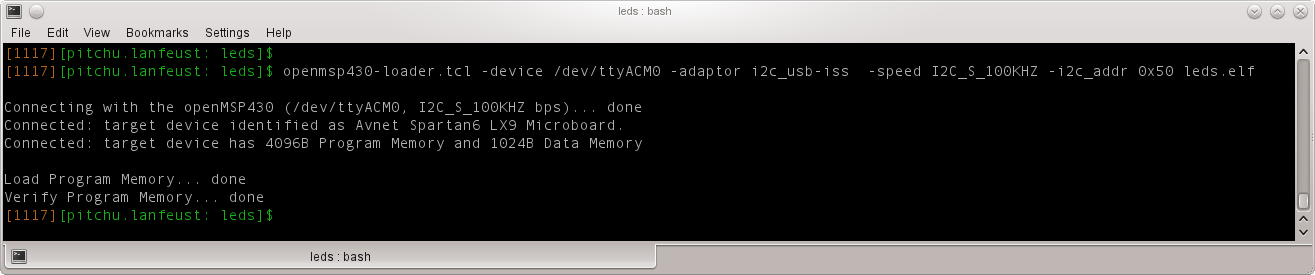 leds : bash
File Edit View Bookmarks Settings Help
[1117][pitchu.lanfeust: leds]$
[1117][pitchu.lanfeust: leds]$ openmsp430-loader.tcl -device /dev/ttyACM0 -adaptor i2c_usb-iss  -speed I2C_S_100KHZ -i2c_addr 0x50 leds.elf
Connecting with the openMSP430 (/dev/ttyACM0, I2C_S_100KHZ bps)... done
Connected: target device identified as Avnet Spartan6 LX9 Microboard.
Connected: target device has 4096B Program Memory and 1024B Data Memory
Load Program Memory... done
Verify Program Memory... done
[1117][pitchu.lanfeust: leds]$
leds : bash